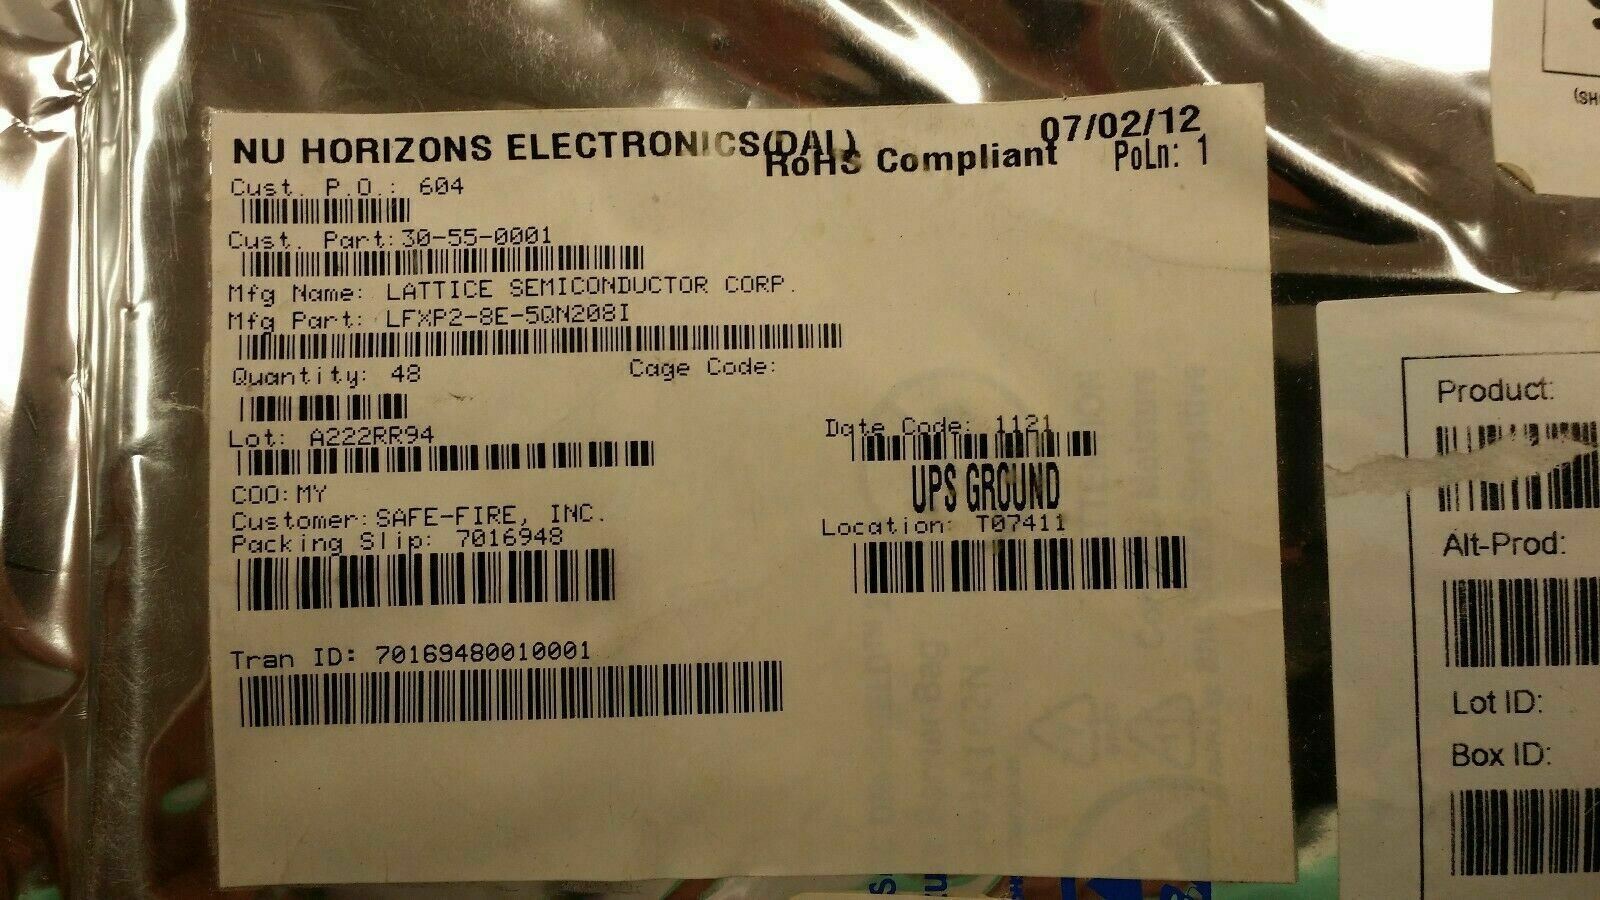 NU HORIZONS ELECTRONICS(DAL)
RoHS Compliant
07/02/12
PoLn: 1
Cust. P.O.: 604
Cust. Part:30-55-0001
Mfg Name: LATTICE SEMICONDUCTOR CORP.
Mfg Part: LFXP2-8E-5QN208I
Quantity: 48
Cage Code:
Lot: A222RR94
Date Code: 1121
UPS GROUND
COO:MY
Customer:SAFE-FIRE, INC.
Location: T07411
Packing Slip: 7016948
Tran ID: 70169480010001
(SH
Product:
Alt-Prod:
Lot ID:
Box ID: